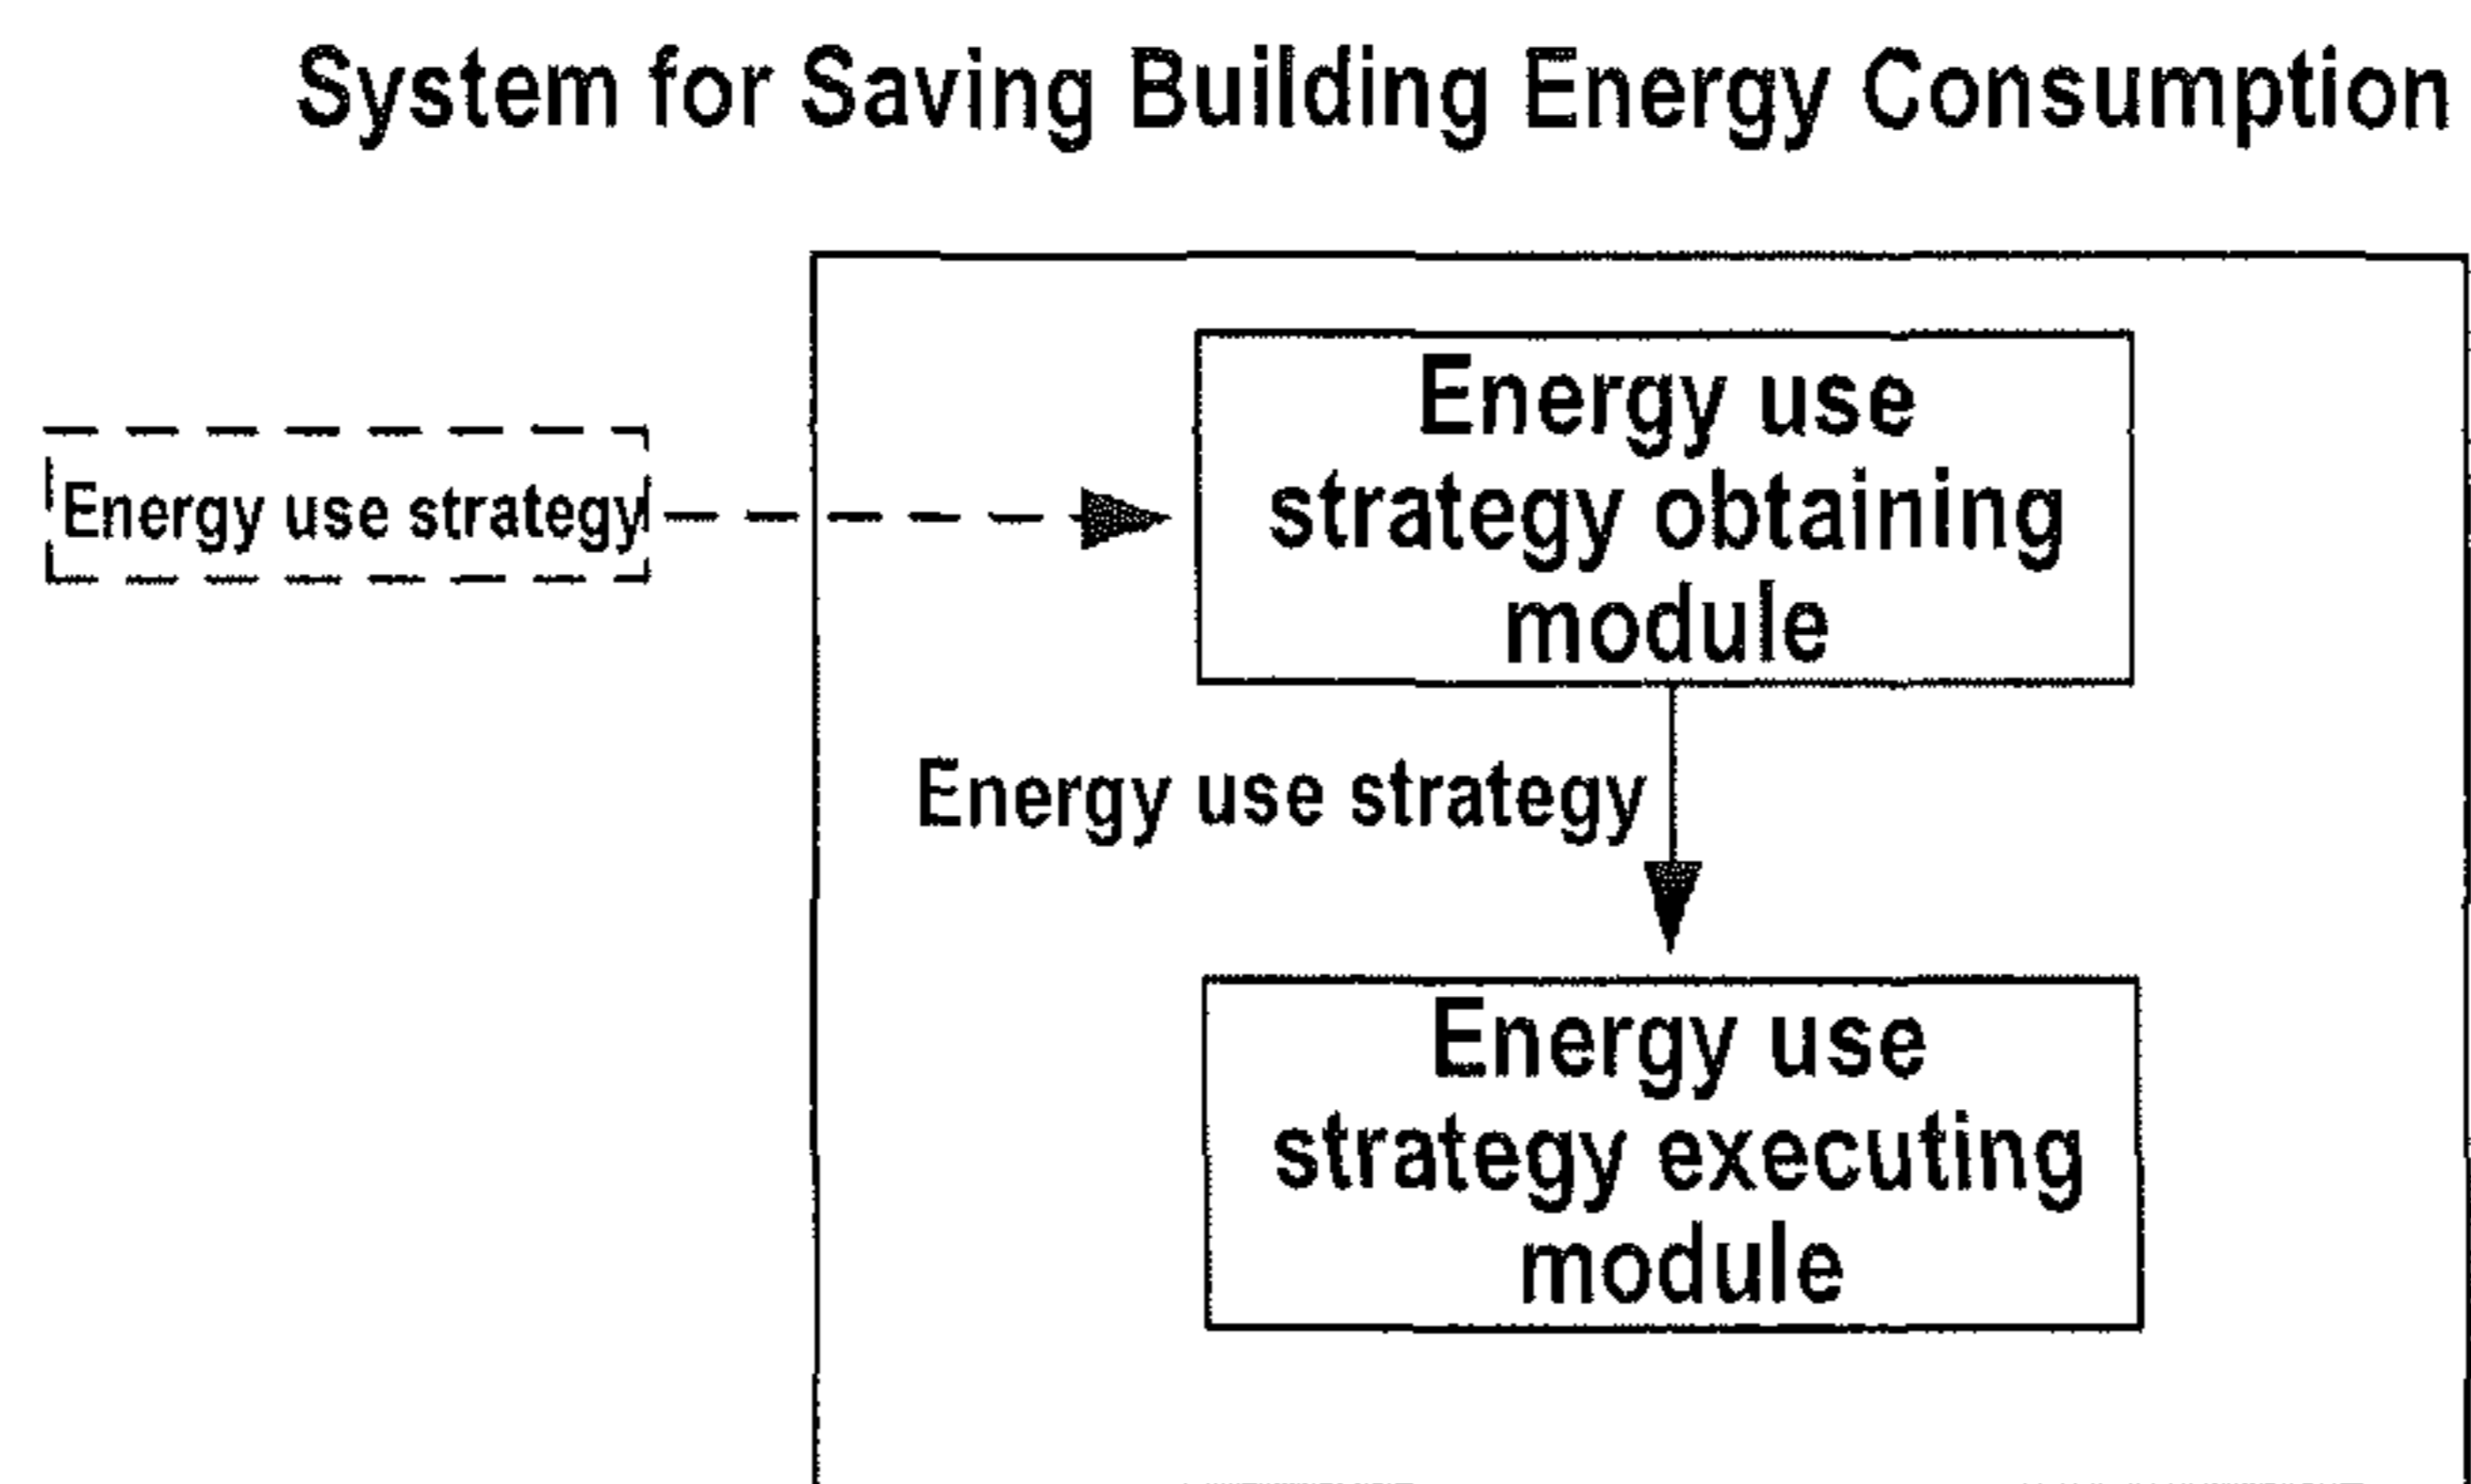 System for Saving Building Energy Consumption
Energy use
strategy obtaining
module
Energy use strategy
Energy use strategy
Energy use
strategy executing
module